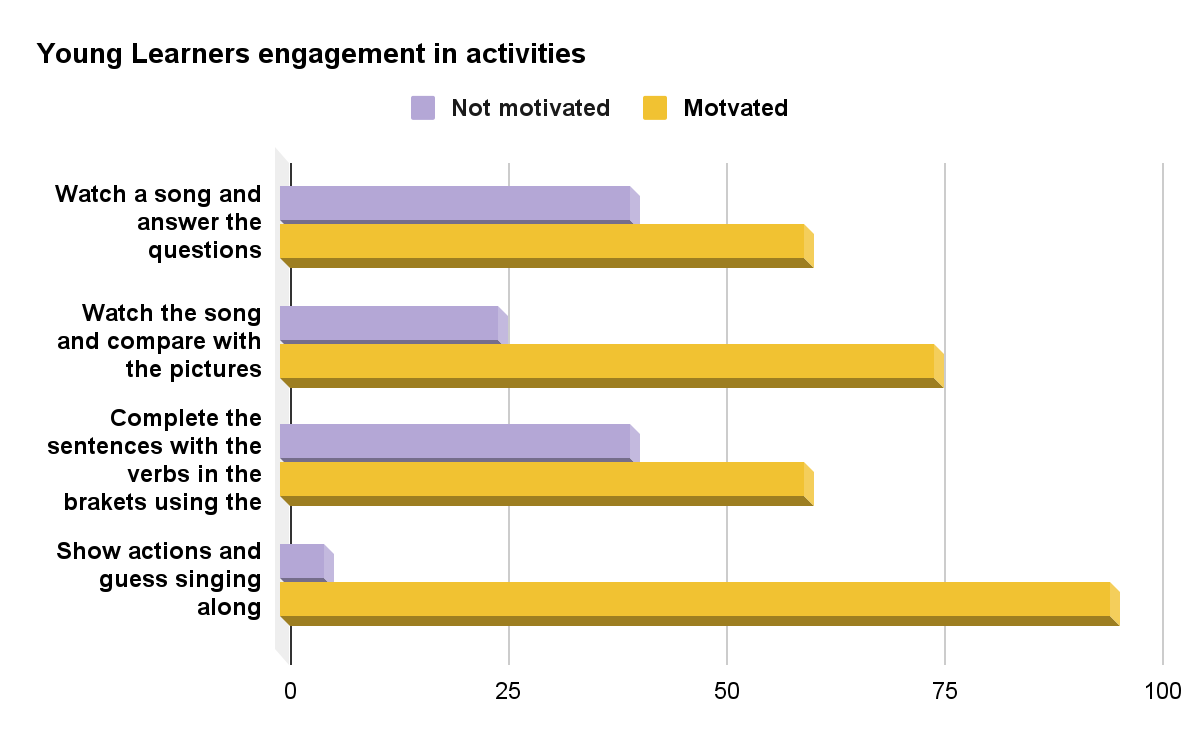 Young Learners engagement in activities
Not motivated
Motvated
Watch a song and
answer the
questions
Watch the song
and compare with
the pictures
Complete the
sentences with the
verbs in the
brakets using the
Show actions and
guess singing
along
0
25
50
75
100